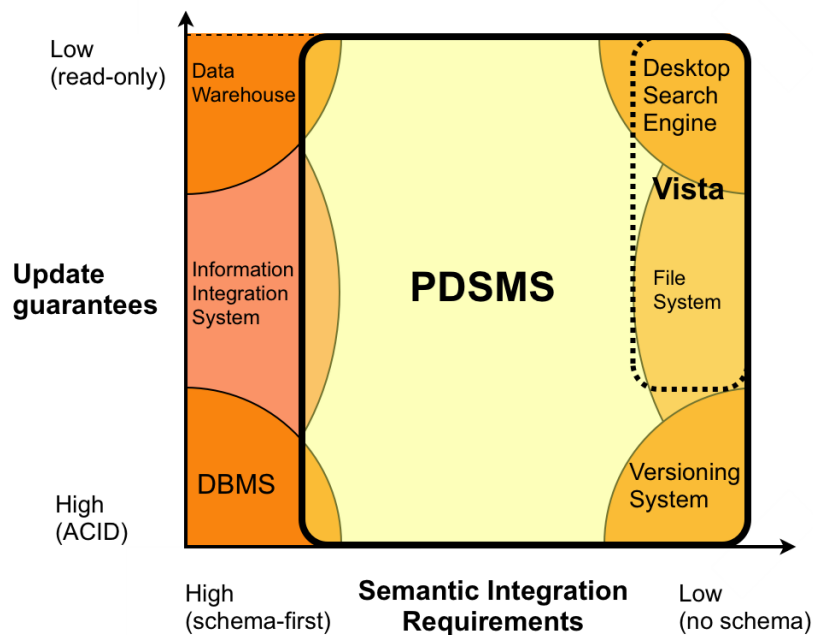 Low
(read-only)
Data
Warehouse
Desktop
Search
Engine
Vista
Update
guarantees
Information
Integration
System
PDSMS
File
System
DBMS
Versioning
System
High
(ACID)
High
(schema-first)
Semantic Integration
Requirements
Low
(no schema)